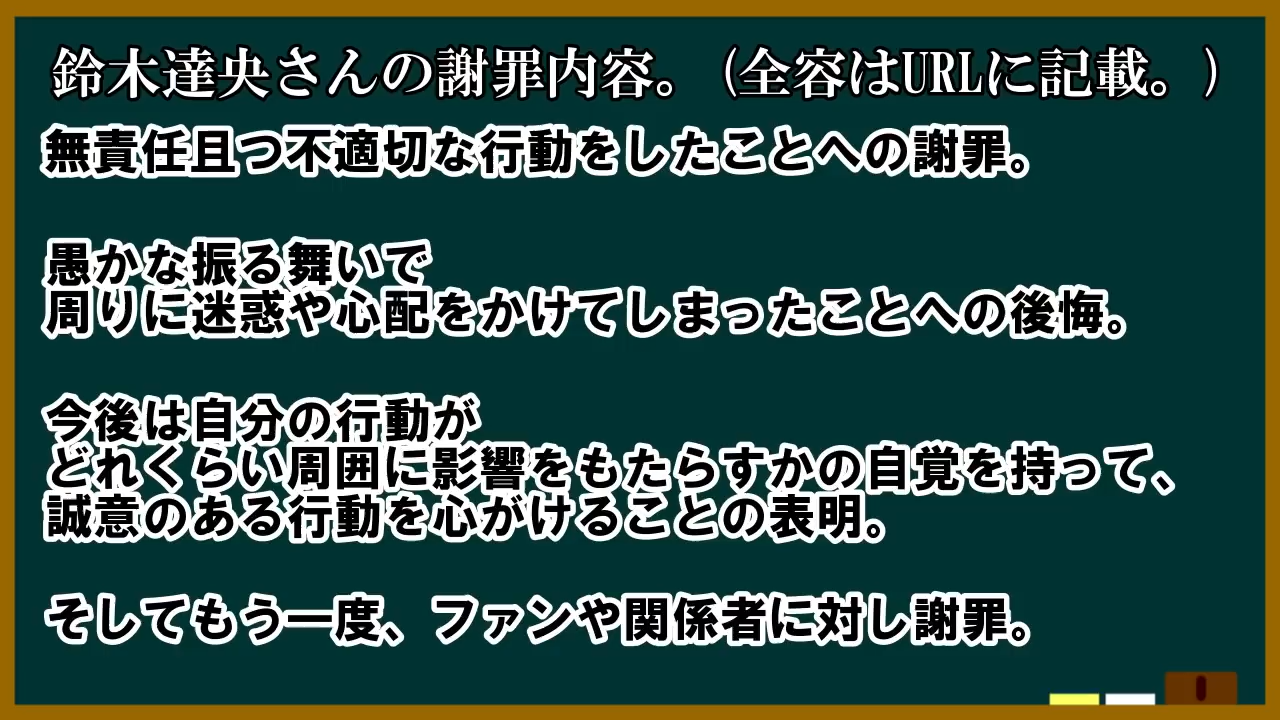 鈴木達央さんの謝罪内容。（全容はURLに記載。）
無責任且つ不適切な行動をしたことへの謝罪。
愚かな振る舞いで
周りに迷惑や心配をかけてしまったことへの後悔。
今後は自分の行動が
どれくらい周囲に影響をもたらすかの自覚を持って、
誠意のある行動を心がけることの表明。
そしてもう一度、ファンや関係者に対し謝罪。